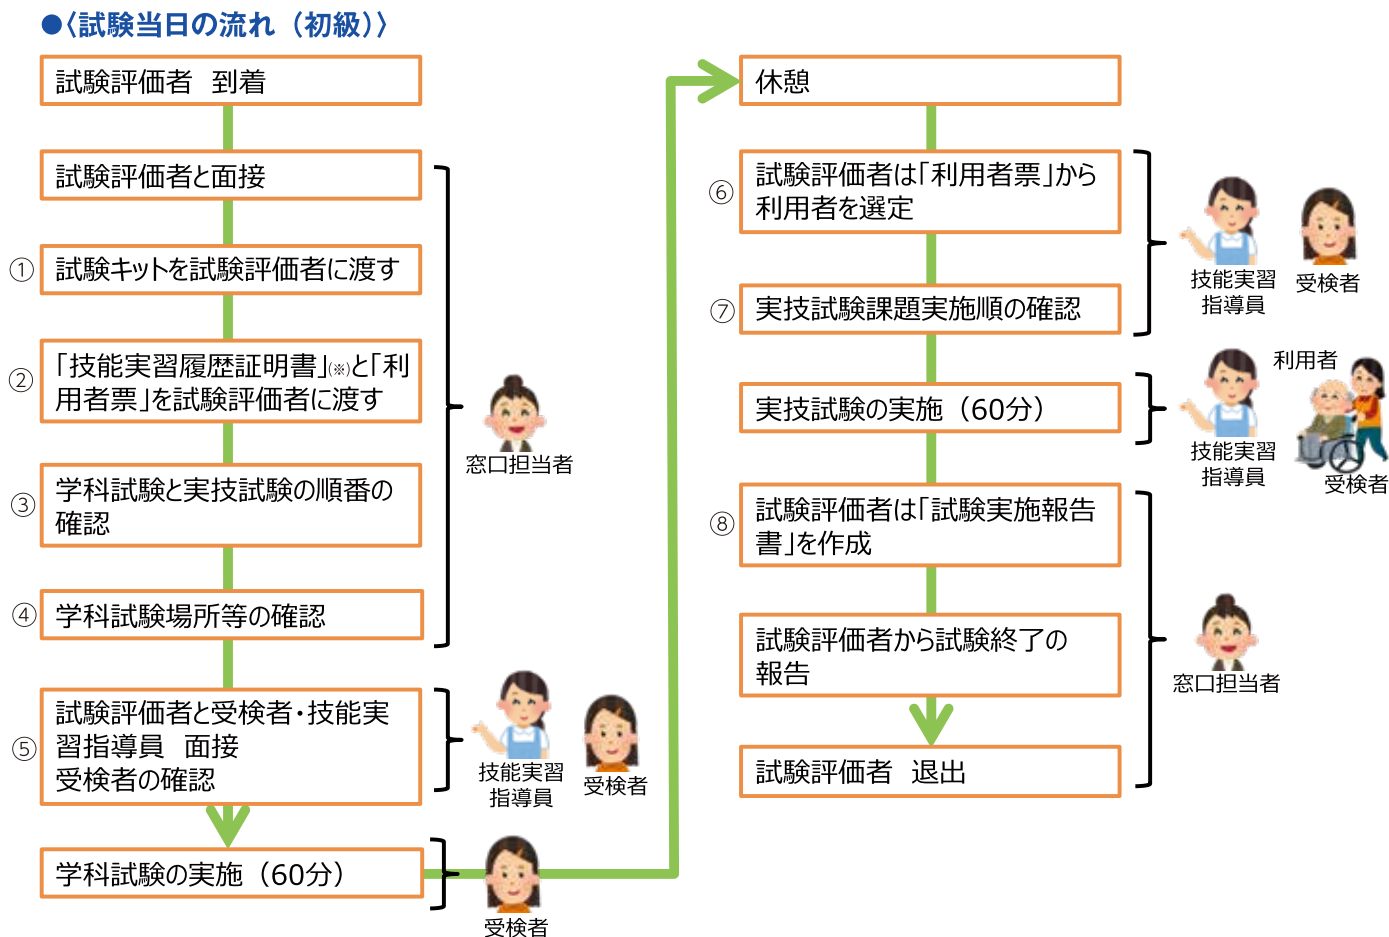 ●〈試験当日の流れ（初級）〉
試験評価者　到着
試験評価者と面接
① 試験キットを試験評価者に渡す
② 「技能実習履歴証明書」(※)と「利
用者票」を試験評価者に渡す
③ 学科試験と実技試験の順番の
確認
④ 学科試験場所等の確認
窓口担当者
⑤ 試験評価者と受検者・技能実
習指導員　面接
受検者の確認
技能実習
指導員
受検者
学科試験の実施（60分）
受検者
休憩
⑥ 試験評価者は「利用者票」から
利用者を選定
⑦ 実技試験課題実施順の確認
技能実習
指導員
受検者
実技試験の実施（60分）
利用者
技能実習
指導員
受検者
⑧ 試験評価者は「試験実施報告
書」を作成
試験評価者から試験終了の
報告
試験評価者　退出
窓口担当者